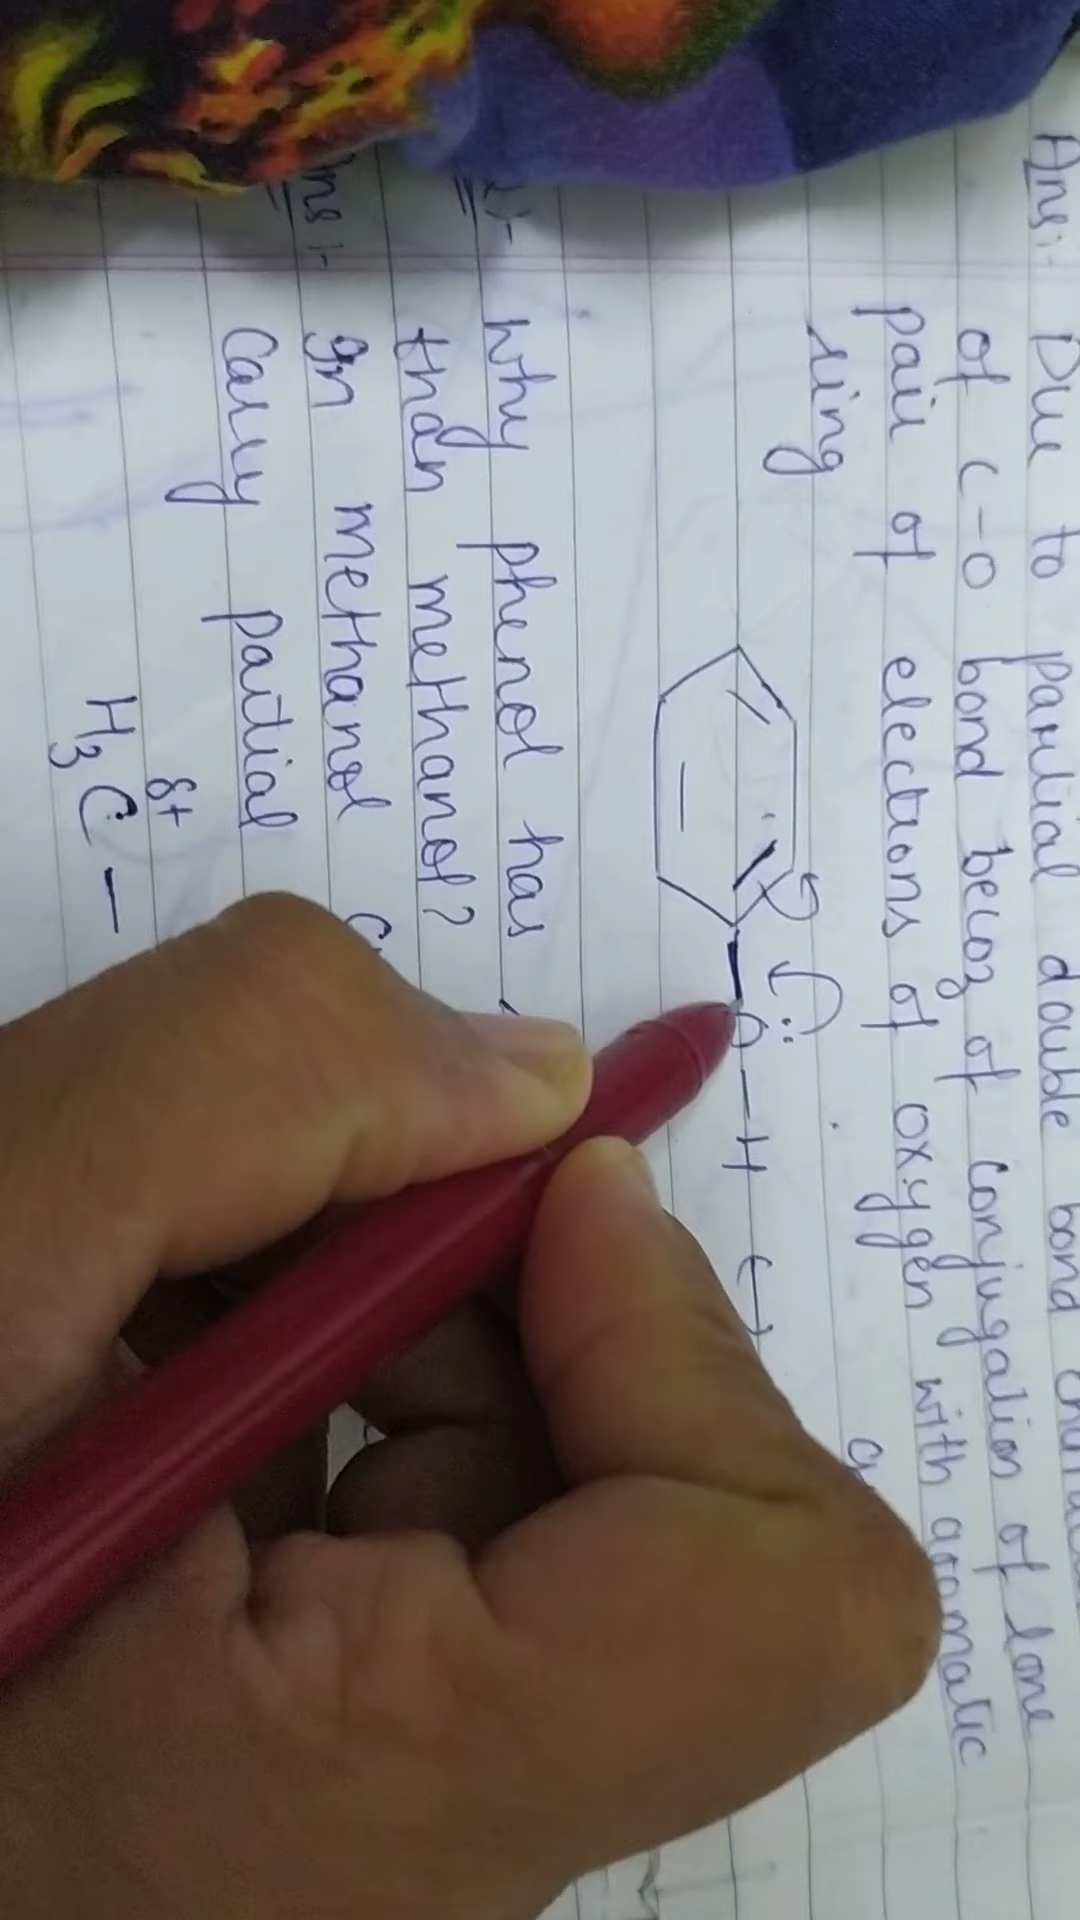 Ans:- Due to partial double bond
of C-O bond becoz of conjugation of lone
pair of electrons of oxygen with aromatic
ring
O-H ↔
Why phenol has
than methanol?
Ans:- In methanol
carry partial
δ+
H3C-